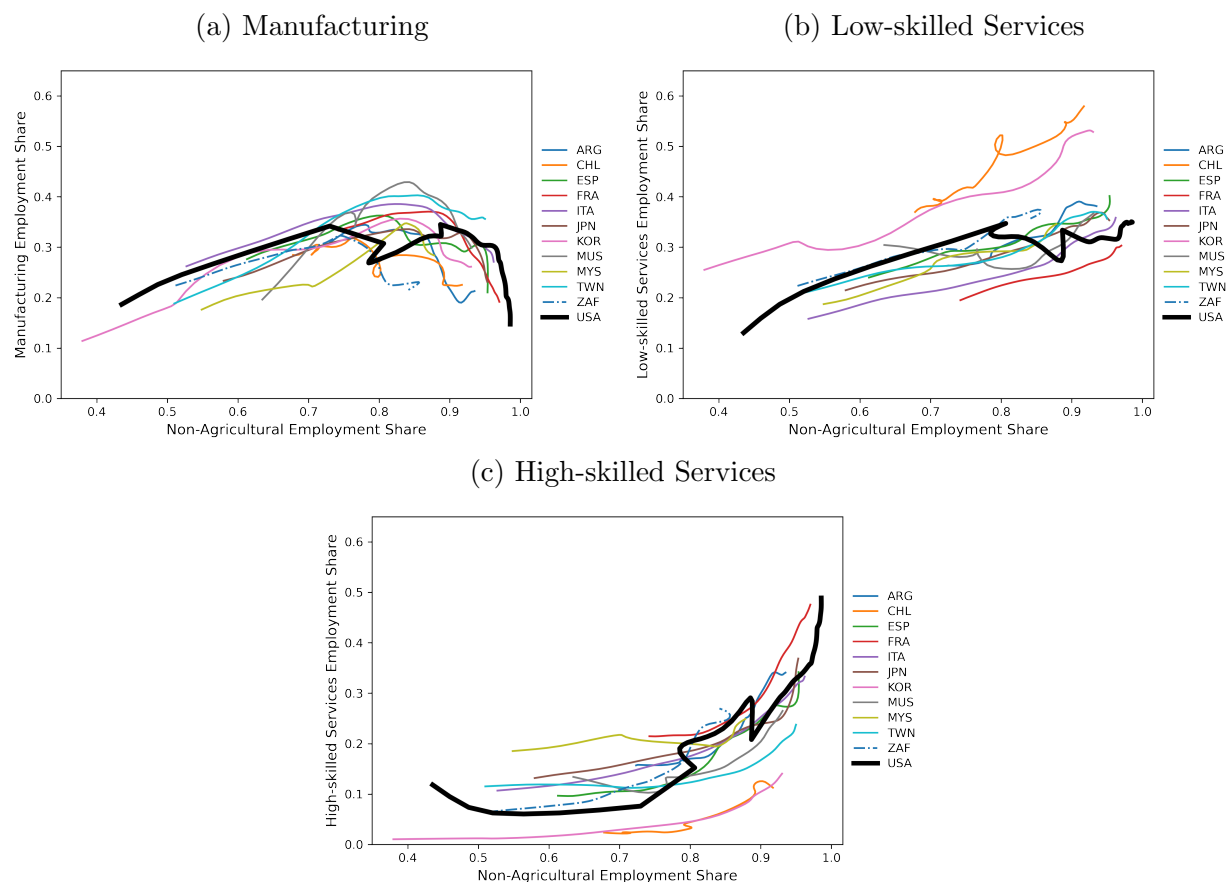 (a) Manufacturing
0.6
0.5
0.4
0.3
0.2
0.1
0.0
Manufacturing Employment Share
0.4 0.5 0.6 0.7 0.8 0.9 1.0
Non-Agricultural Employment Share
ARG
CHL
ESP
FRA
ITA
JPN
KOR
MUS
MYS
TWN
ZAF
USA
(b) Low-skilled Services
0.6
0.5
0.4
0.3
0.2
0.1
0.0
Low-skilled Services Employment Share
0.4 0.5 0.6 0.7 0.8 0.9 1.0
Non-Agricultural Employment Share
ARG
CHL
ESP
FRA
ITA
JPN
KOR
MUS
MYS
TWN
ZAF
USA
(c) High-skilled Services
0.6
0.5
0.4
0.3
0.2
0.1
0.0
High-skilled Services Employment Share
0.4 0.5 0.6 0.7 0.8 0.9 1.0
Non-Agricultural Employment Share
ARG
CHL
ESP
FRA
ITA
JPN
KOR
MUS
MYS
TWN
ZAF
USA